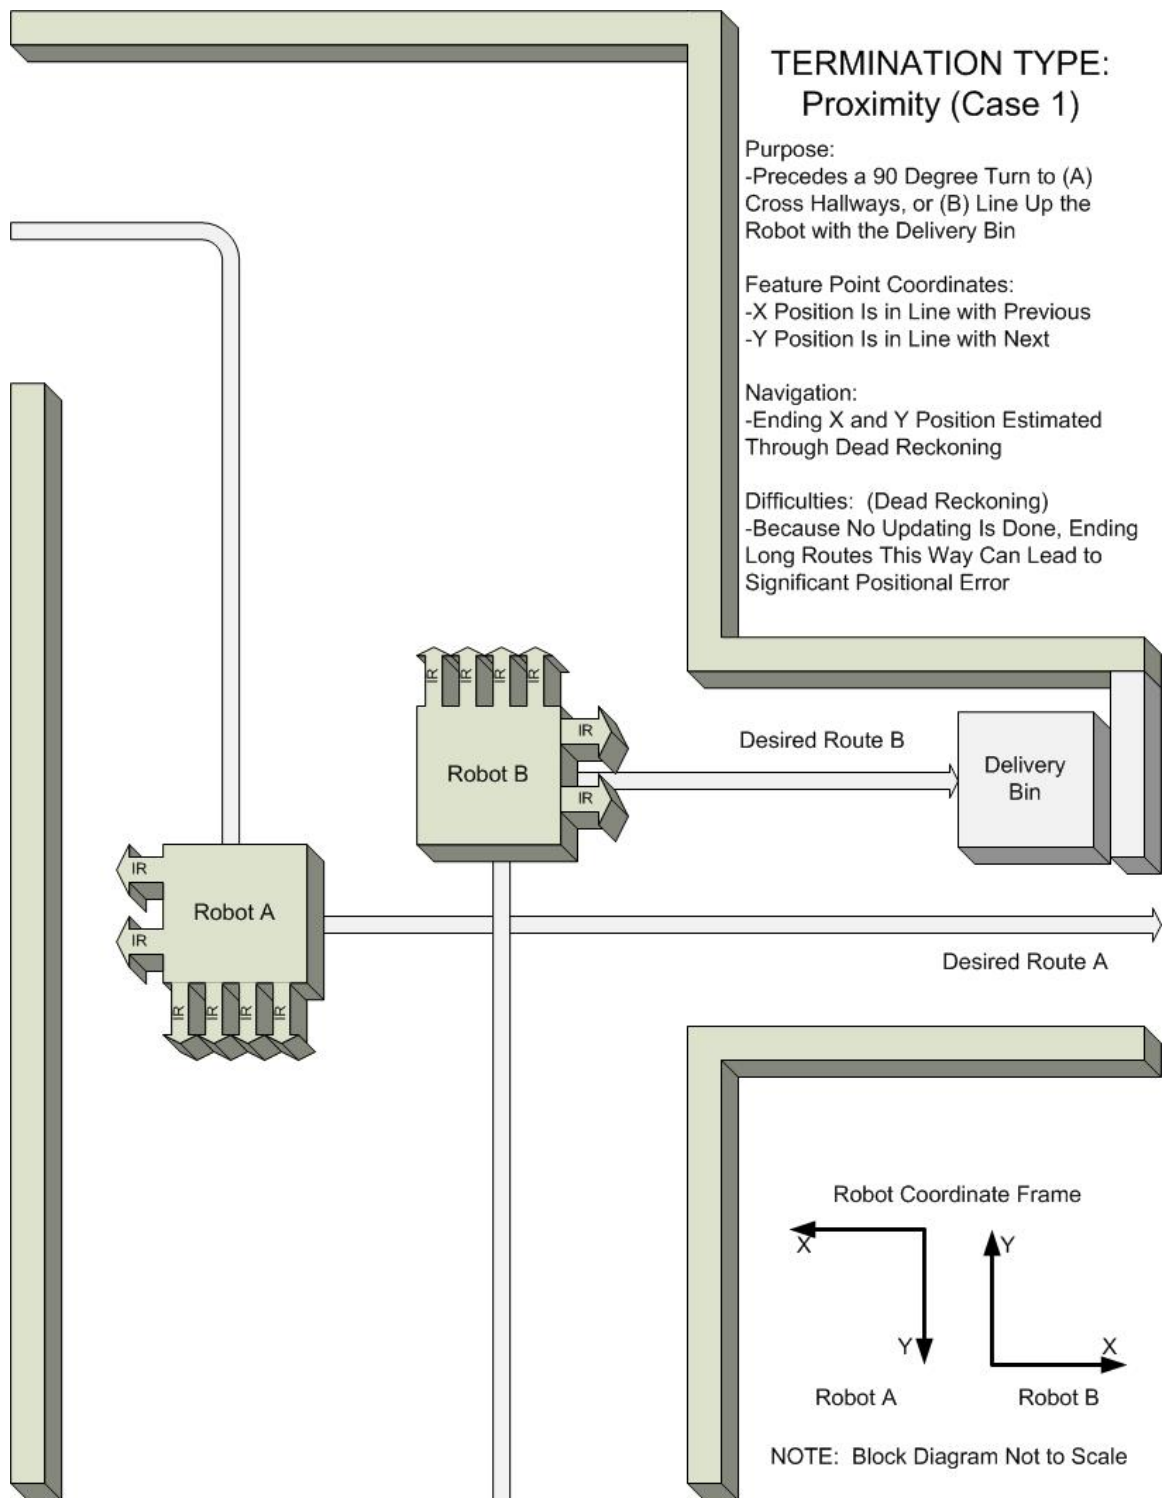 TERMINATION TYPE:
Proximity (Case 1)
Purpose:
-Precedes a 90 Degree Turn to (A)
Cross Hallways, or (B) Line Up the
Robot with the Delivery Bin
Feature Point Coordinates:
-X Position Is in Line with Previous
-Y Position Is in Line with Next
Navigation:
-Ending X and Y Position Estimated
Through Dead Reckoning
Difficulties:  (Dead Reckoning)
-Because No Updating Is Done, Ending
Long Routes This Way Can Lead to
Significant Positional Error
IR IR IR IR
IR
Robot B
IR
Desired Route B
Delivery
Bin
IR
Robot A
IR
IR IR IR IR
Desired Route A
Robot Coordinate Frame
X
Y
Y
X
Robot A
Robot B
NOTE:  Block Diagram Not to Scale